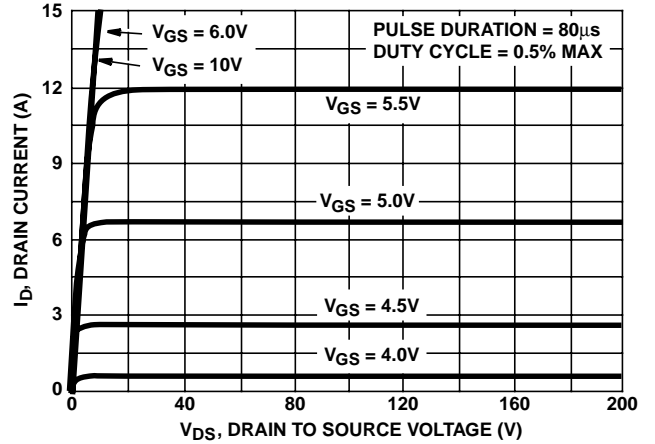 15
12
9
6
3
0
I_D, DRAIN CURRENT (A)
V_GS = 6.0V
V_GS = 10V
PULSE DURATION = 80µs
DUTY CYCLE = 0.5% MAX
V_GS = 5.5V
V_GS = 5.0V
V_GS = 4.5V
V_GS = 4.0V
0 40 80 120 160 200
V_DS, DRAIN TO SOURCE VOLTAGE (V)